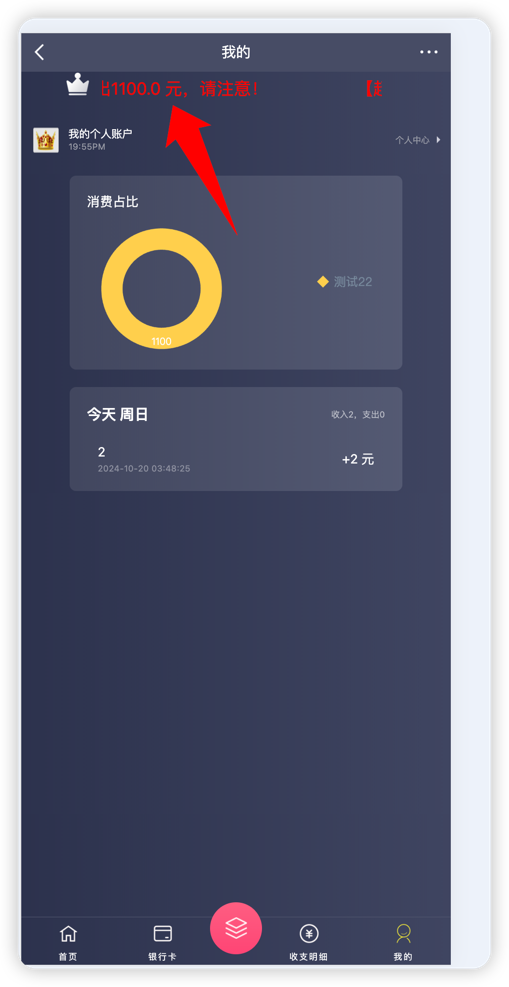 我的
出1100.0 元，请注意！
我的个人账户
19:55PM
个人中心
消费占比
测试22
1100
今天 周日
收入2，支出0
2
2024-10-20 03:48:25
+2 元
首页
银行卡
收支明细
我的